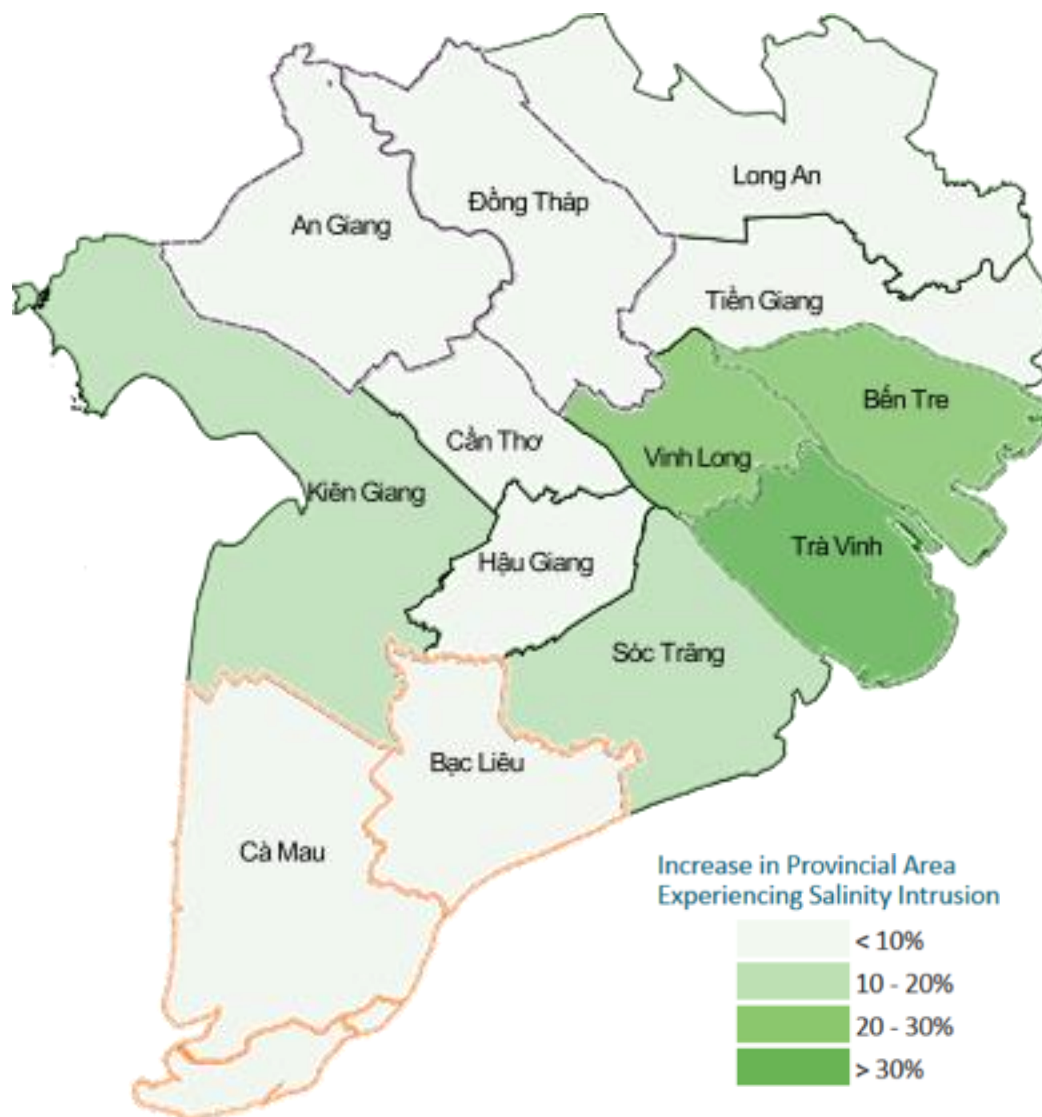 Long An
Đồng Tháp
An Giang
Tiền Giang
Bến Tre
Cần Thơ
Vinh Long
Kiên Giang
Trà Vinh
Hậu Giang
Sóc Trăng
Bạc Liêu
Cà Mau
Increase in Provincial Area
Experiencing Salinity Intrusion
< 10%
10 - 20%
20 - 30%
> 30%